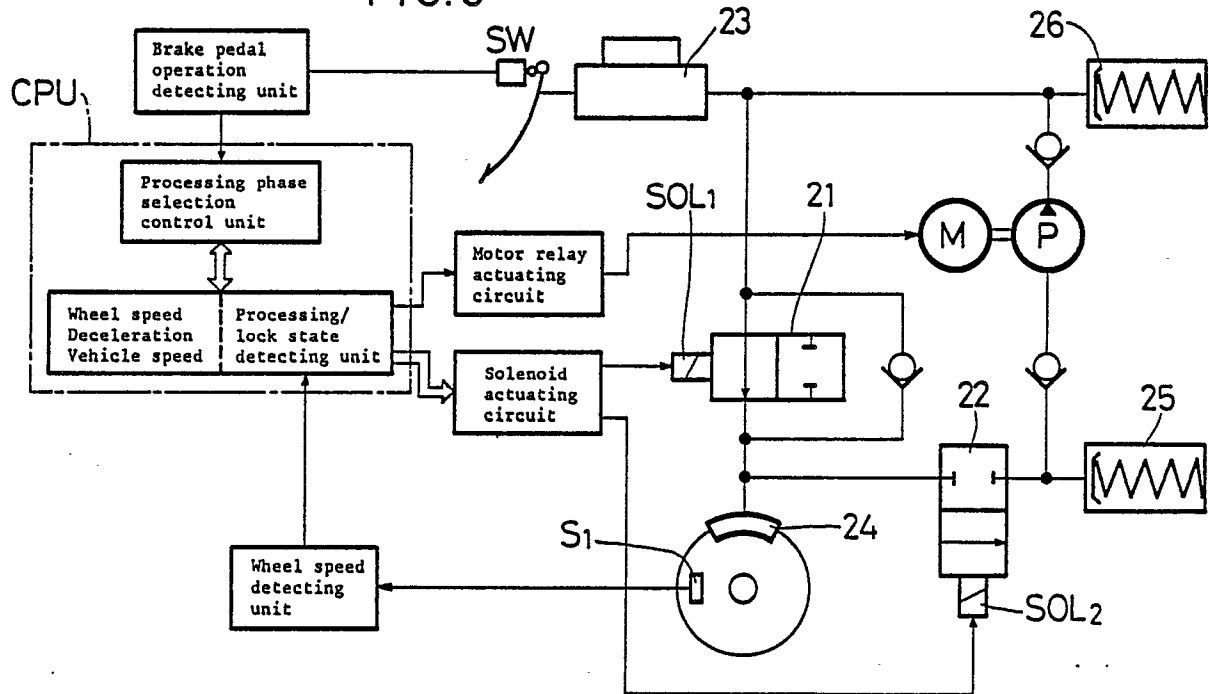 SW
23
26
Brake pedal
operation
detecting unit
CPU
Processing phase
selection
control unit
SOL1
21
M
P
Motor relay
actuating
circuit
Wheel speed
Deceleration
Vehicle speed
Processing/
lock state
detecting unit
Solenoid
actuating
circuit
22
25
S1
24
Wheel speed
detecting
unit
SOL2